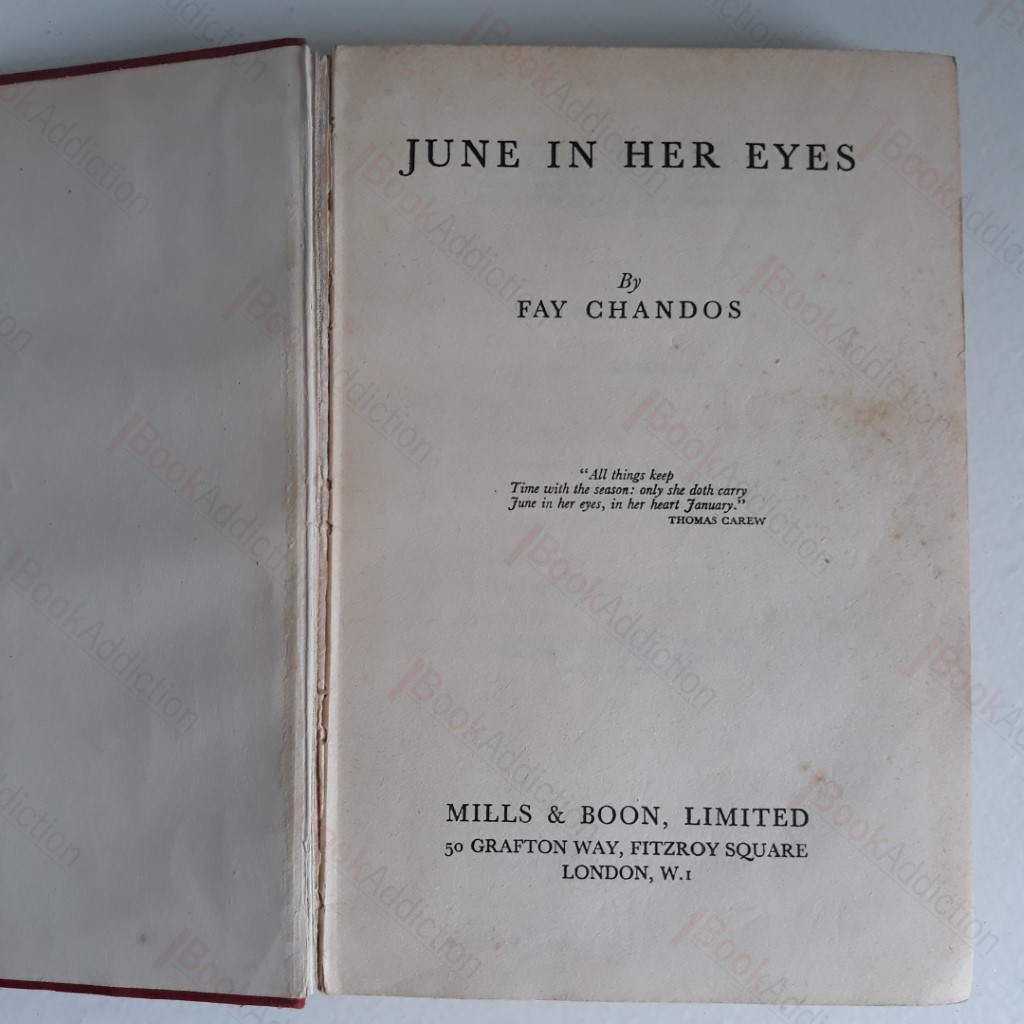 JUNE IN HER EYES
By
FAY CHANDOS
"All things keep
Time with the season: only she doth carry
June in her eyes, in her heart January."
THOMAS CAREW
MILLS & BOON, LIMITED
50 GRAFTON WAY, FITZROY SQUARE
LONDON, W.1
BookAddiction